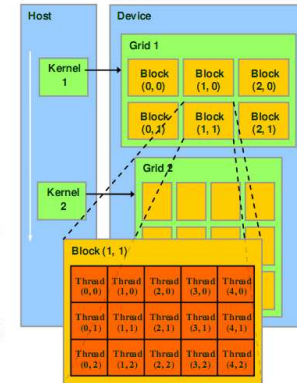 Host
Device
Grid 1
Kernel
1
Block
(0, 0)
Block
(1, 0)
Block
(2, 0)
Block
(0, 1)
Block
(1, 1)
Block
(2, 1)
Grid 2
Kernel
2
Block (1, 1)
Thread
(0, 0)
Thread
(1, 0)
Thread
(2, 0)
Thread
(3, 0)
Thread
(4, 0)
Thread
(0, 1)
Thread
(1, 1)
Thread
(2, 1)
Thread
(3, 1)
Thread
(4, 1)
Thread
(0, 2)
Thread
(1, 2)
Thread
(2, 2)
Thread
(3, 2)
Thread
(4, 2)